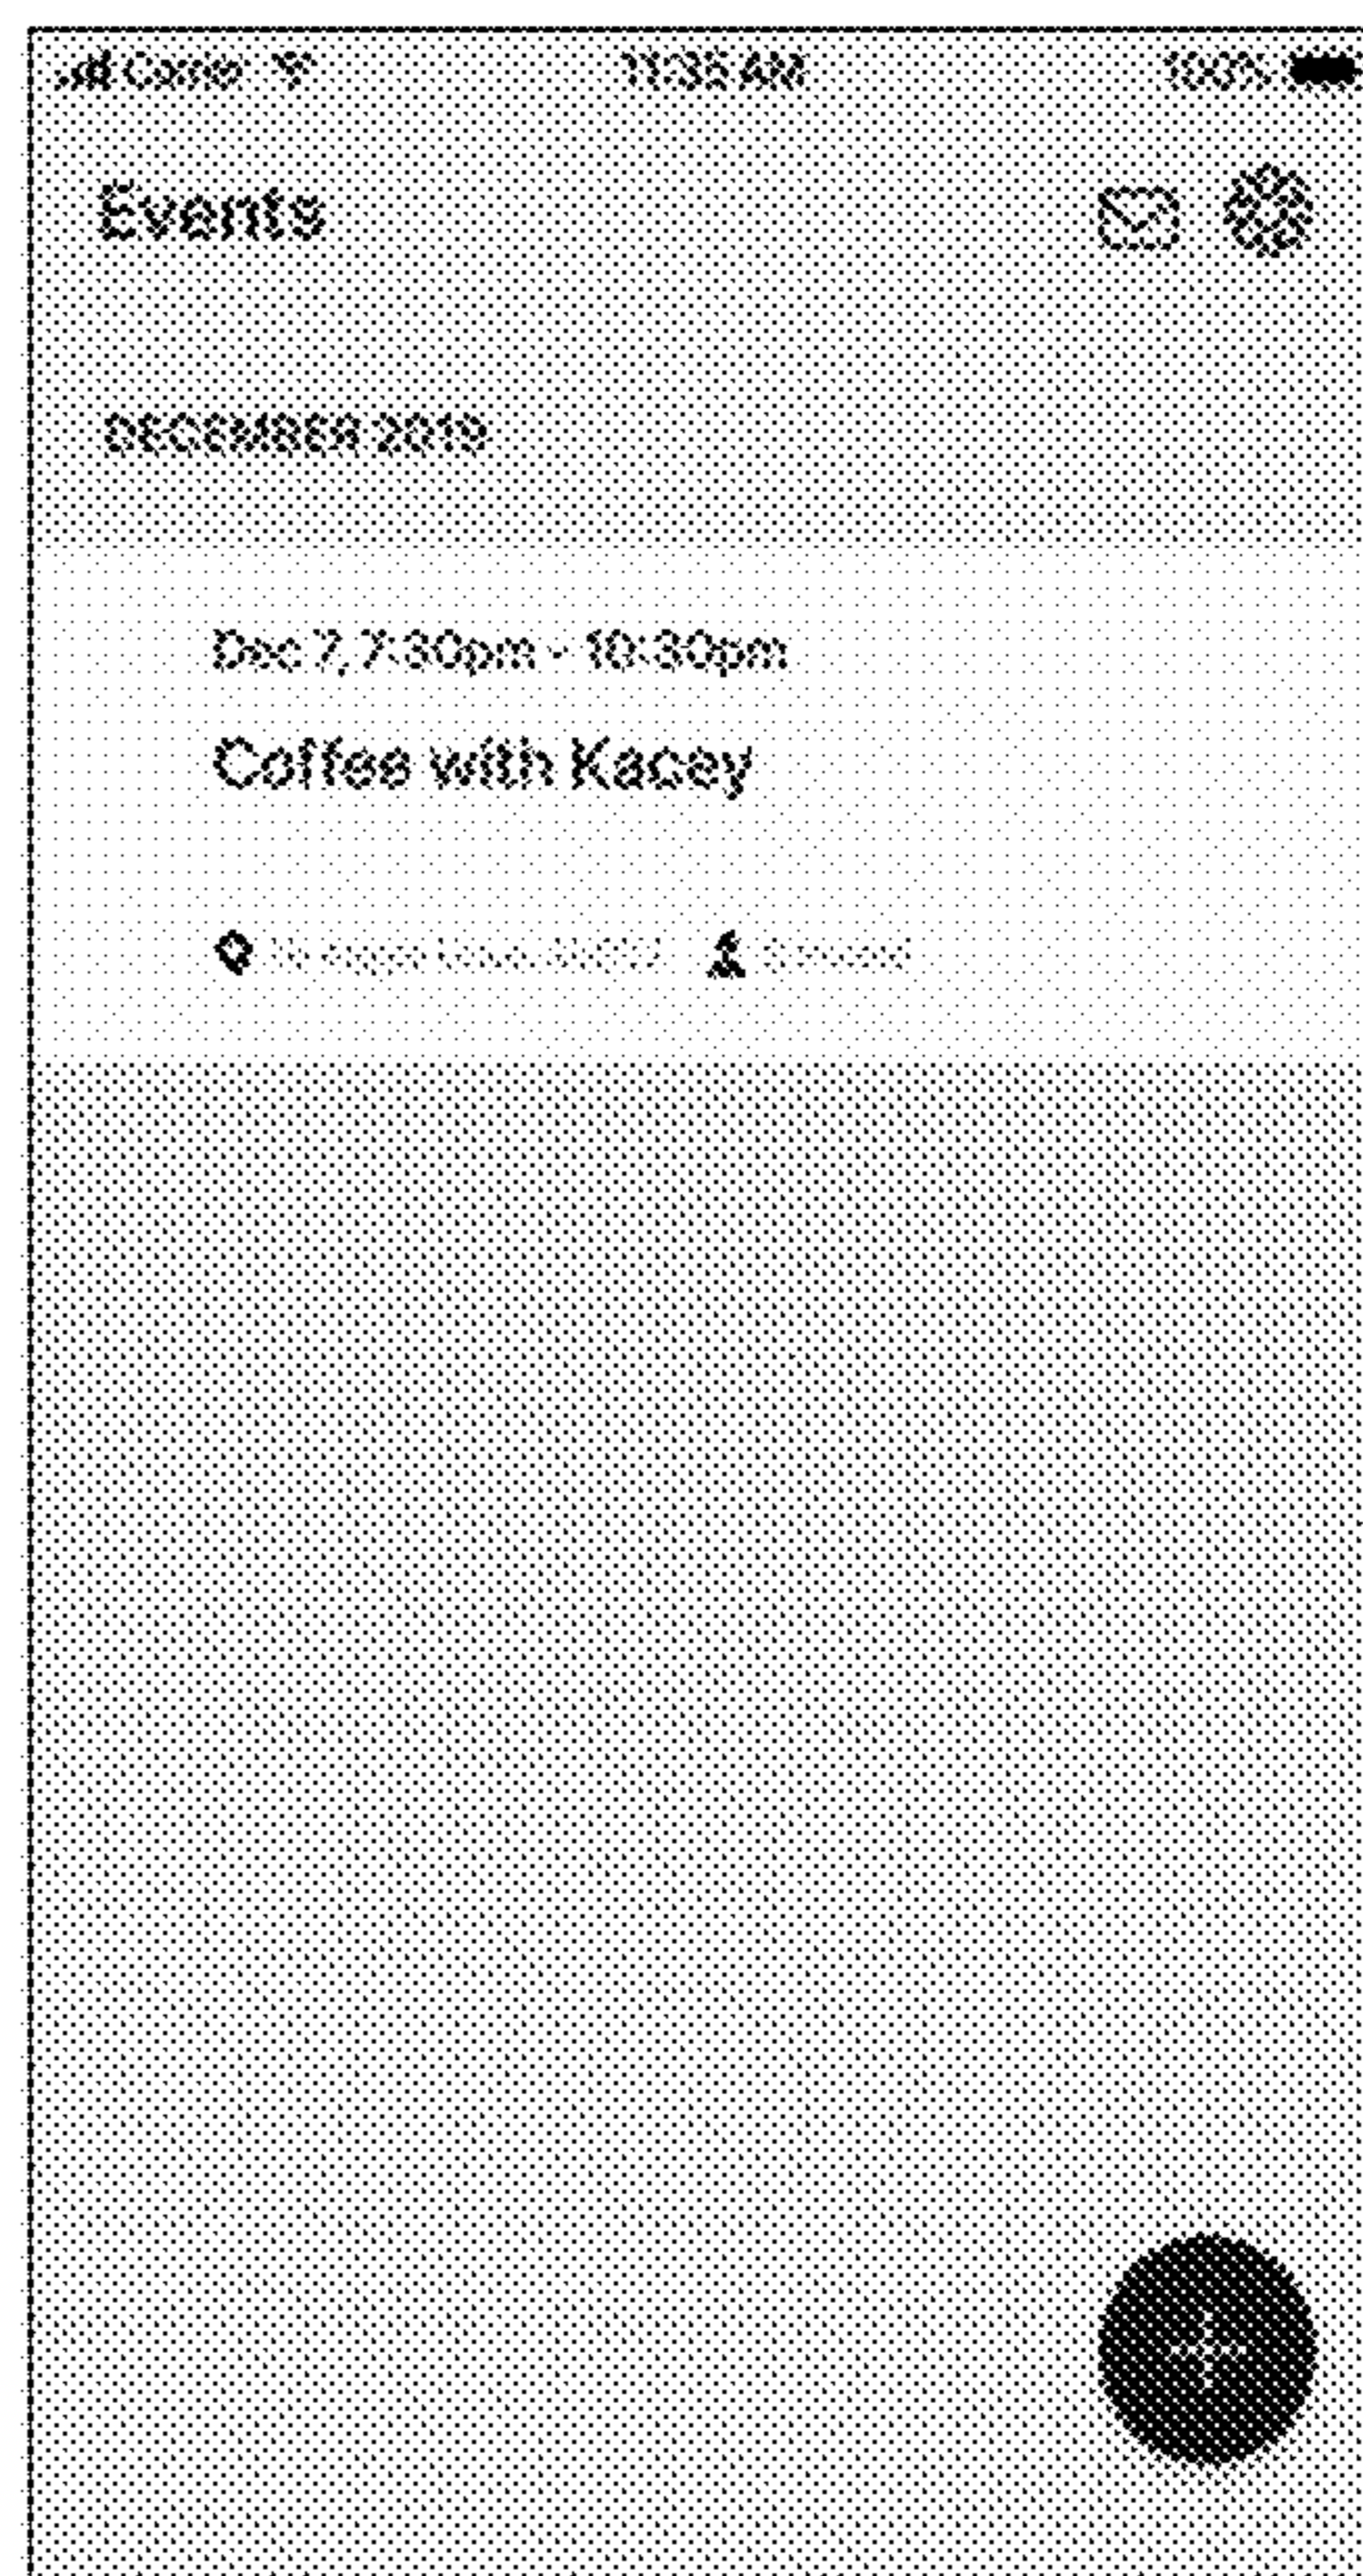 Carrier 11:35 AM 100%
Events
DECEMBER 2019
Dec 7, 7:30pm - 10:30pm
Coffee with Kacey